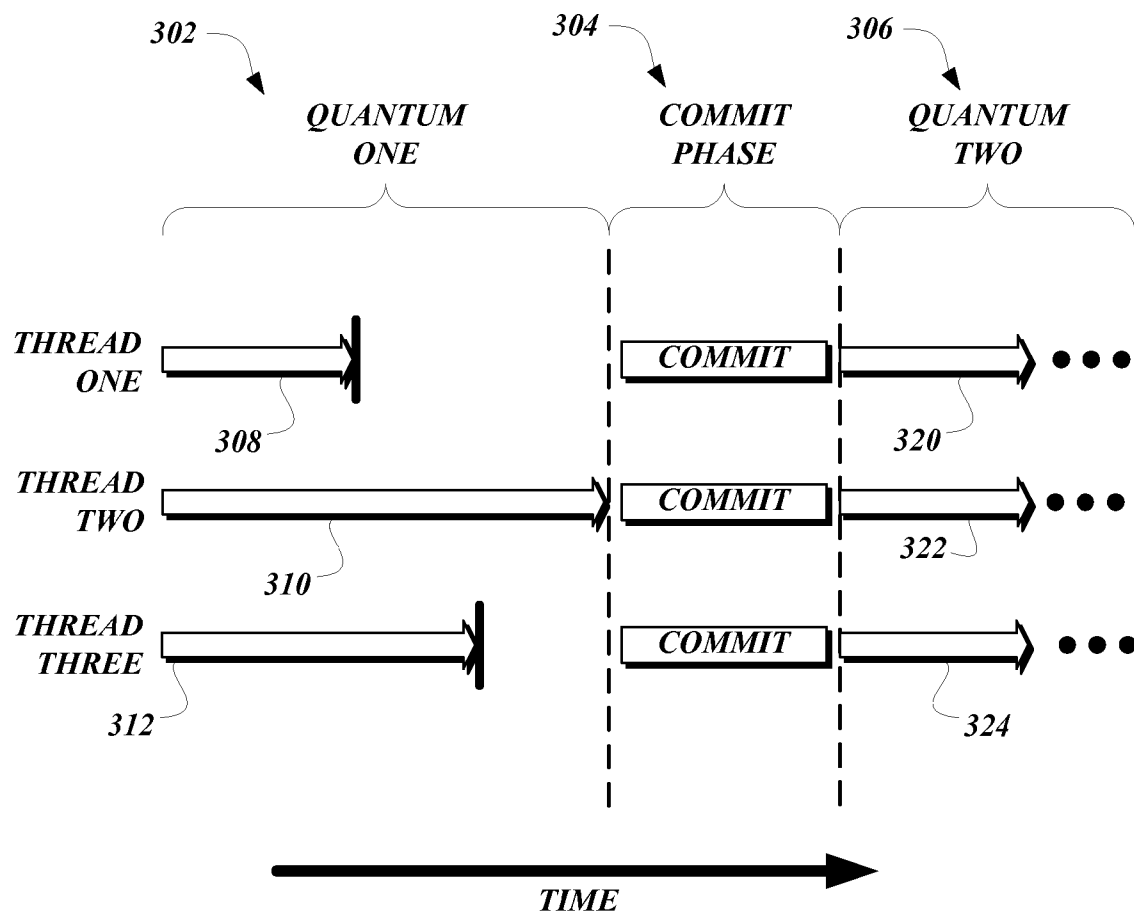 302
304
306
QUANTUM
ONE
COMMIT
PHASE
QUANTUM
TWO
THREAD
ONE
COMMIT
308
320
THREAD
TWO
COMMIT
310
322
THREAD
THREE
COMMIT
312
324
TIME